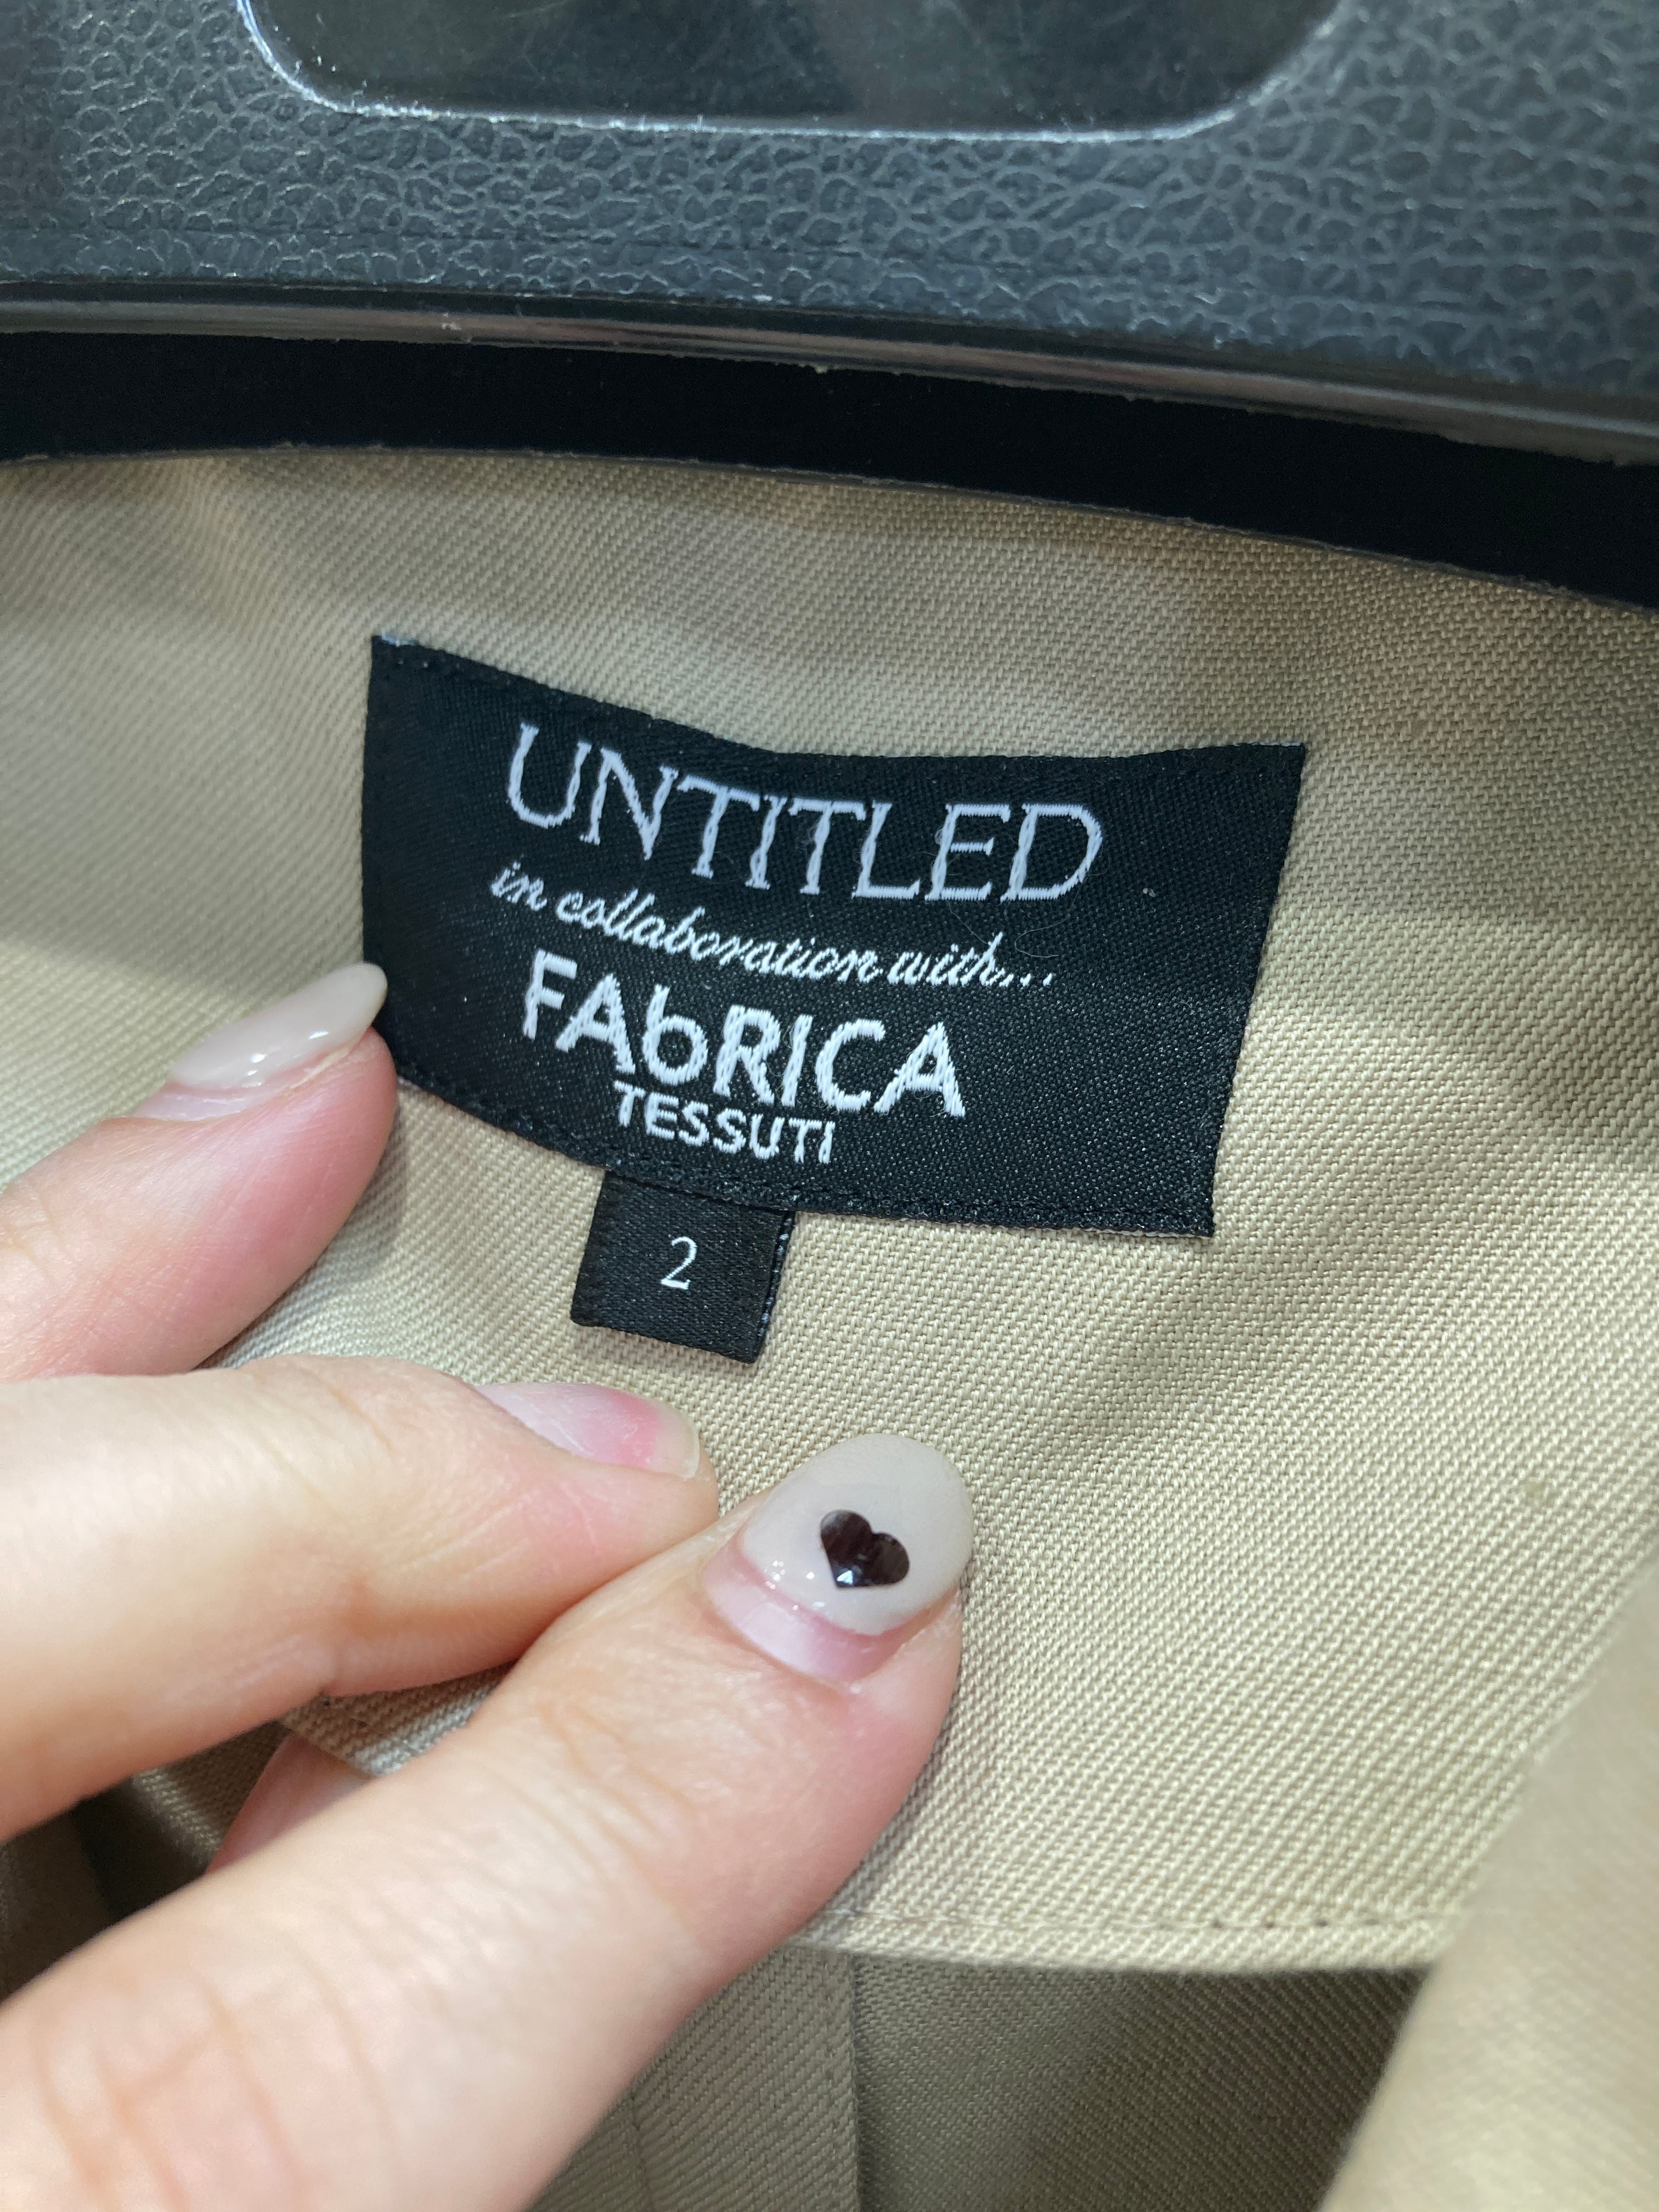 UNTITLED
in collaboration with...
FAbRICA
TESSUTI
2